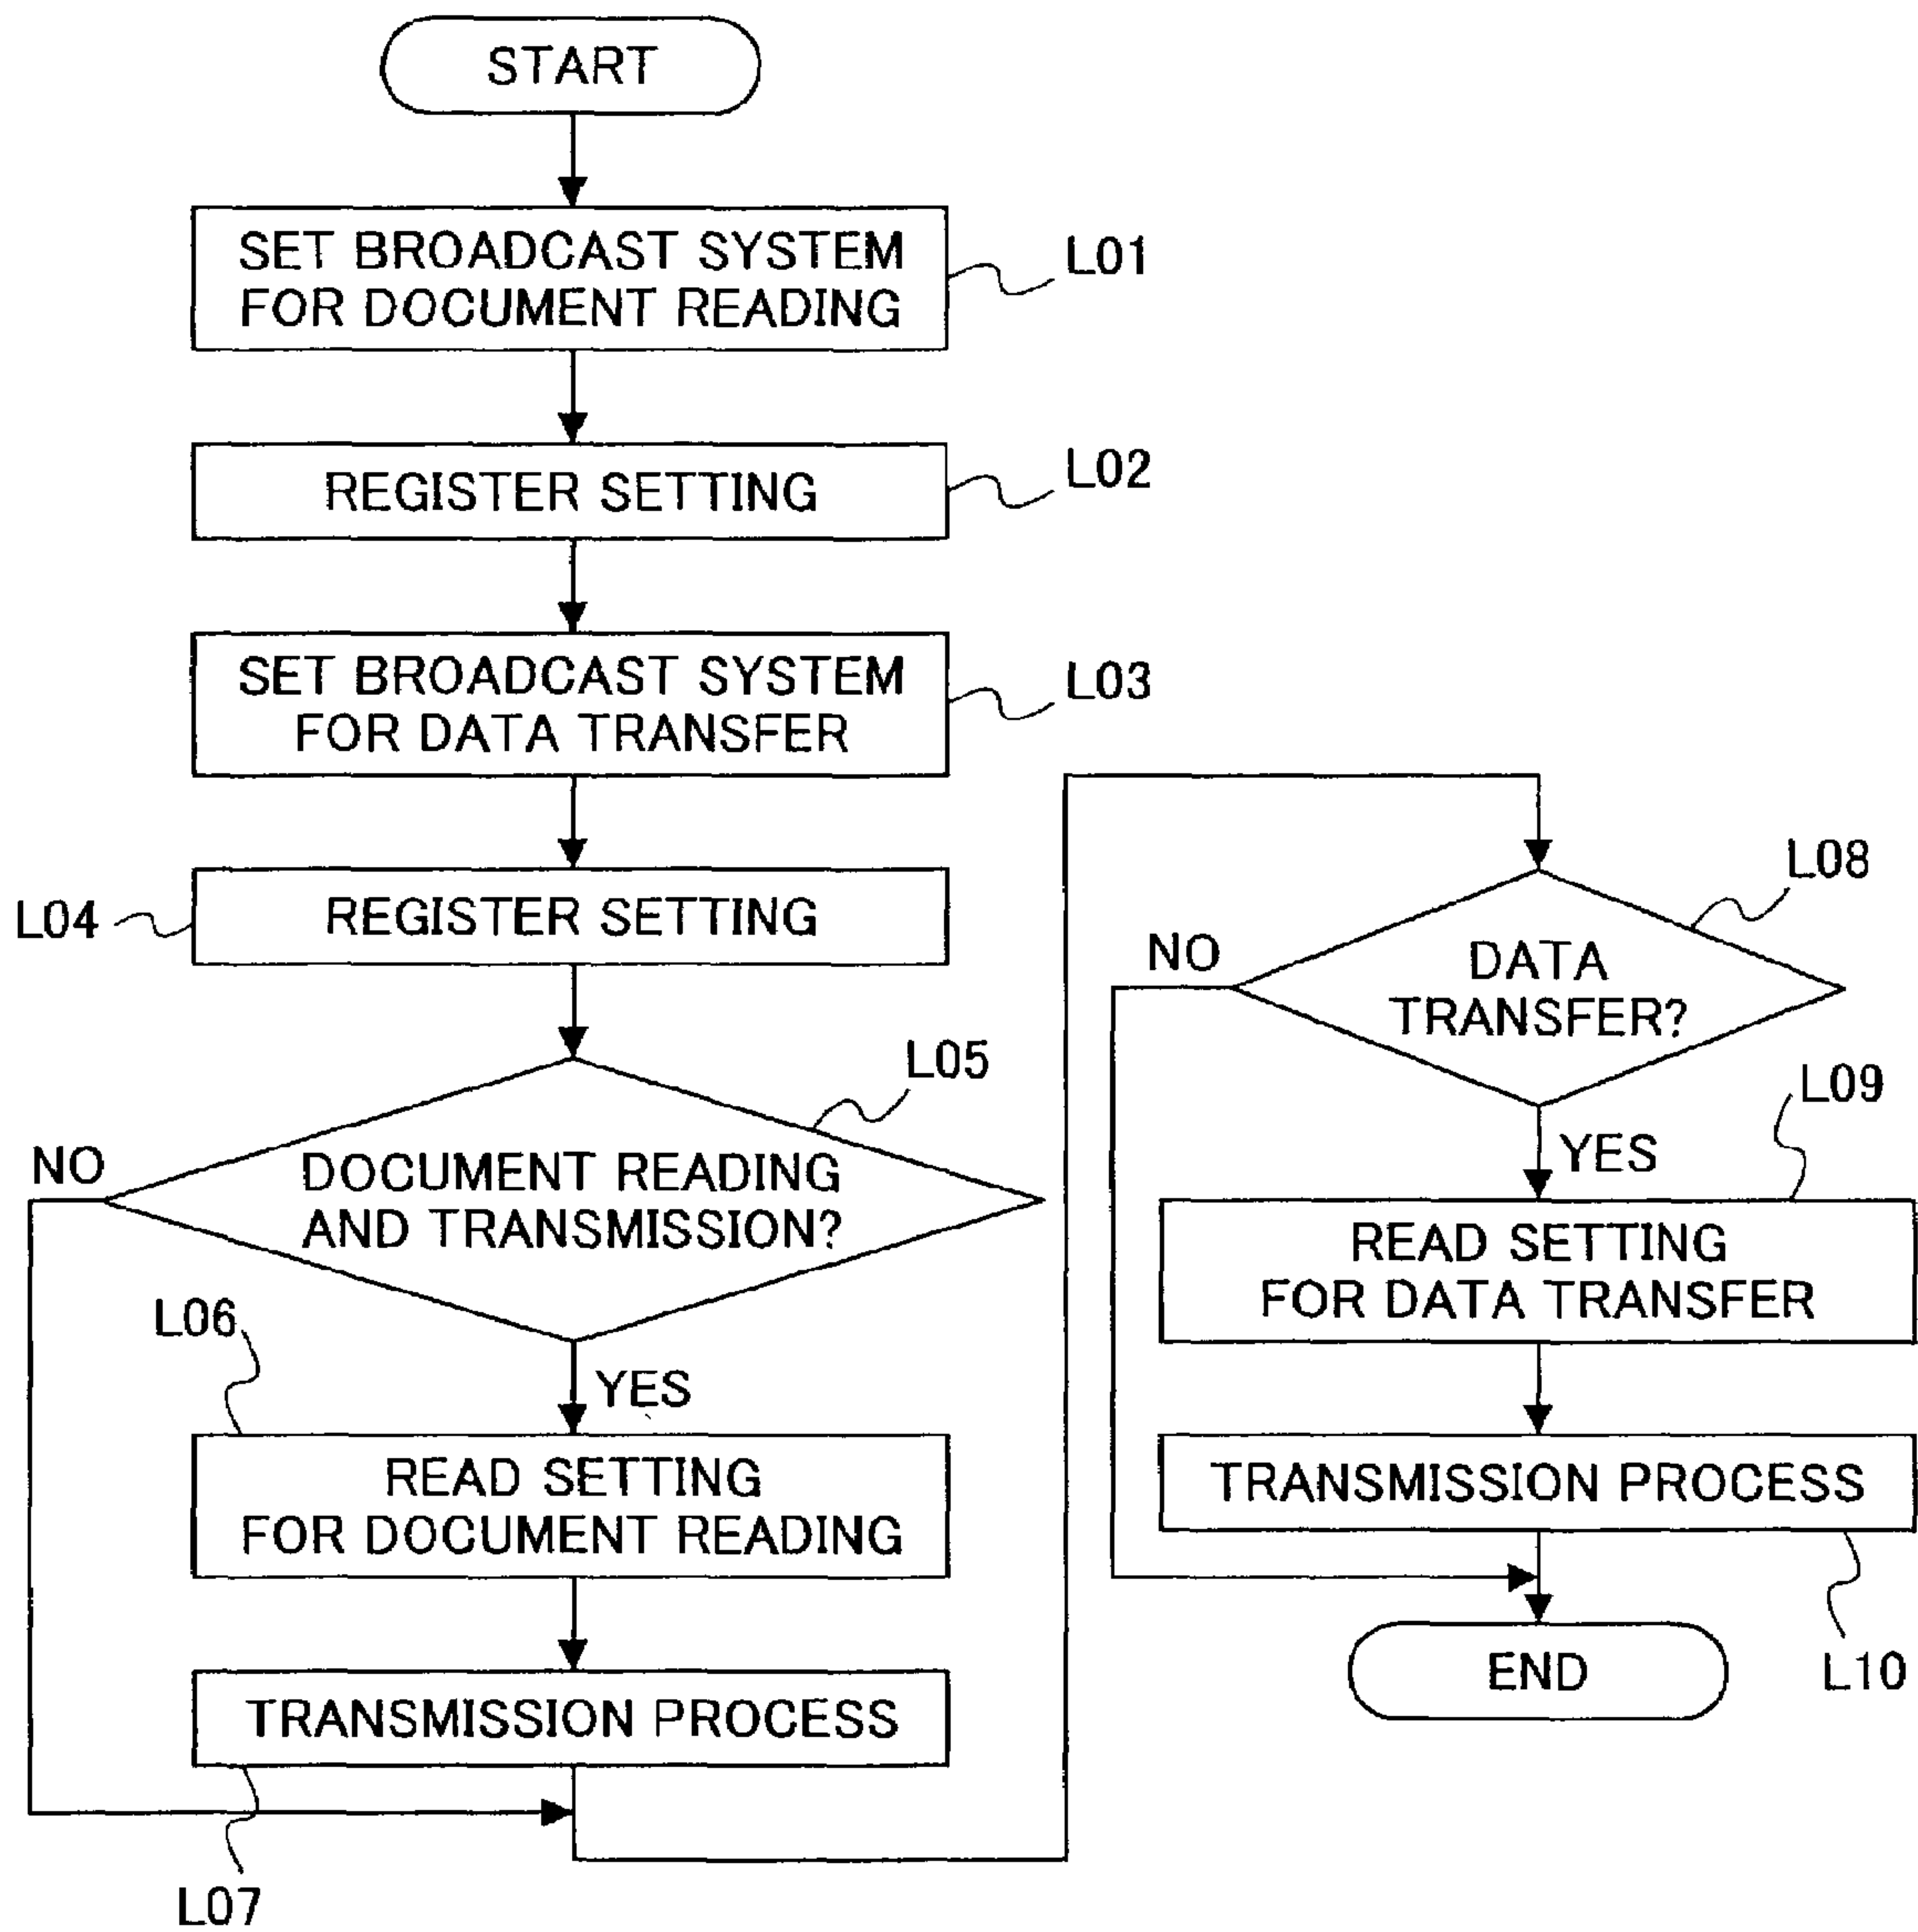 START
SET BROADCAST SYSTEM
FOR DOCUMENT READING
L01
REGISTER SETTING
L02
SET BROADCAST SYSTEM
FOR DATA TRANSFER
L03
REGISTER SETTING
L04
DOCUMENT READING
AND TRANSMISSION?
L05
NO
YES
L06
READ SETTING
FOR DOCUMENT READING
TRANSMISSION PROCESS
L07
DATA
TRANSFER?
L08
NO
YES
L09
READ SETTING
FOR DATA TRANSFER
TRANSMISSION PROCESS
L10
END